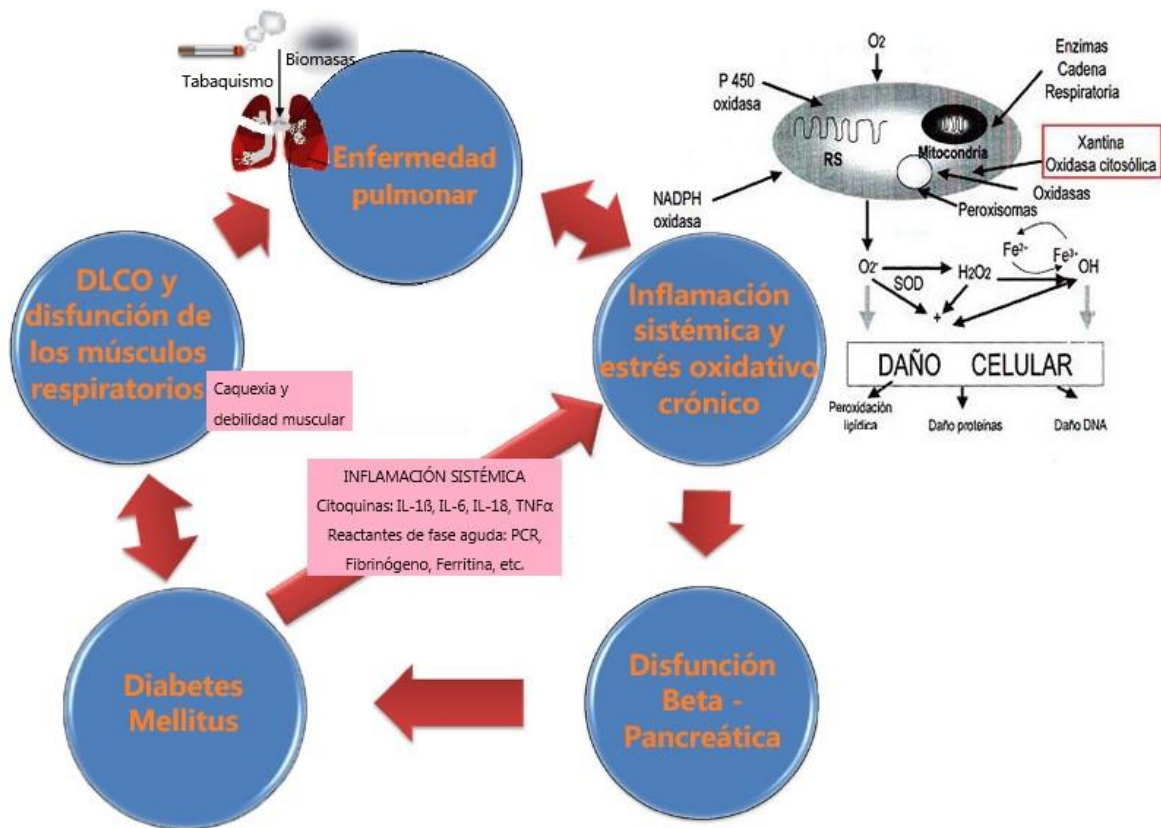 Tabaquismo
Biomasas
Enfermedad
pulmonar
O2
P 450
oxidasa
Enzimas
Cadena
Respiratoria
RS
Mitocondria
Xantina
Oxidasa citosólica
Oxidasas
Peroxisomas
NADPH
oxidasa
Fe²⁺
Fe³⁺
O2⁻
SOD
H2O2
OH
+
DAÑO CELULAR
Peroxidación
lipídica
Daño proteínas
Daño DNA
DLCO y
disfunción de
los músculos
respiratorios
Caquexia y
debilidad muscular
Inflamación
sistémica y
estrés oxidativo
crónico
INFLAMACIÓN SISTÉMICA
Citoquinas: IL-1ß, IL-6, IL-18, TNFα
Reactantes de fase aguda: PCR,
Fibrinógeno, Ferritina, etc.
Diabetes
Mellitus
Disfunción
Beta -
Pancreática